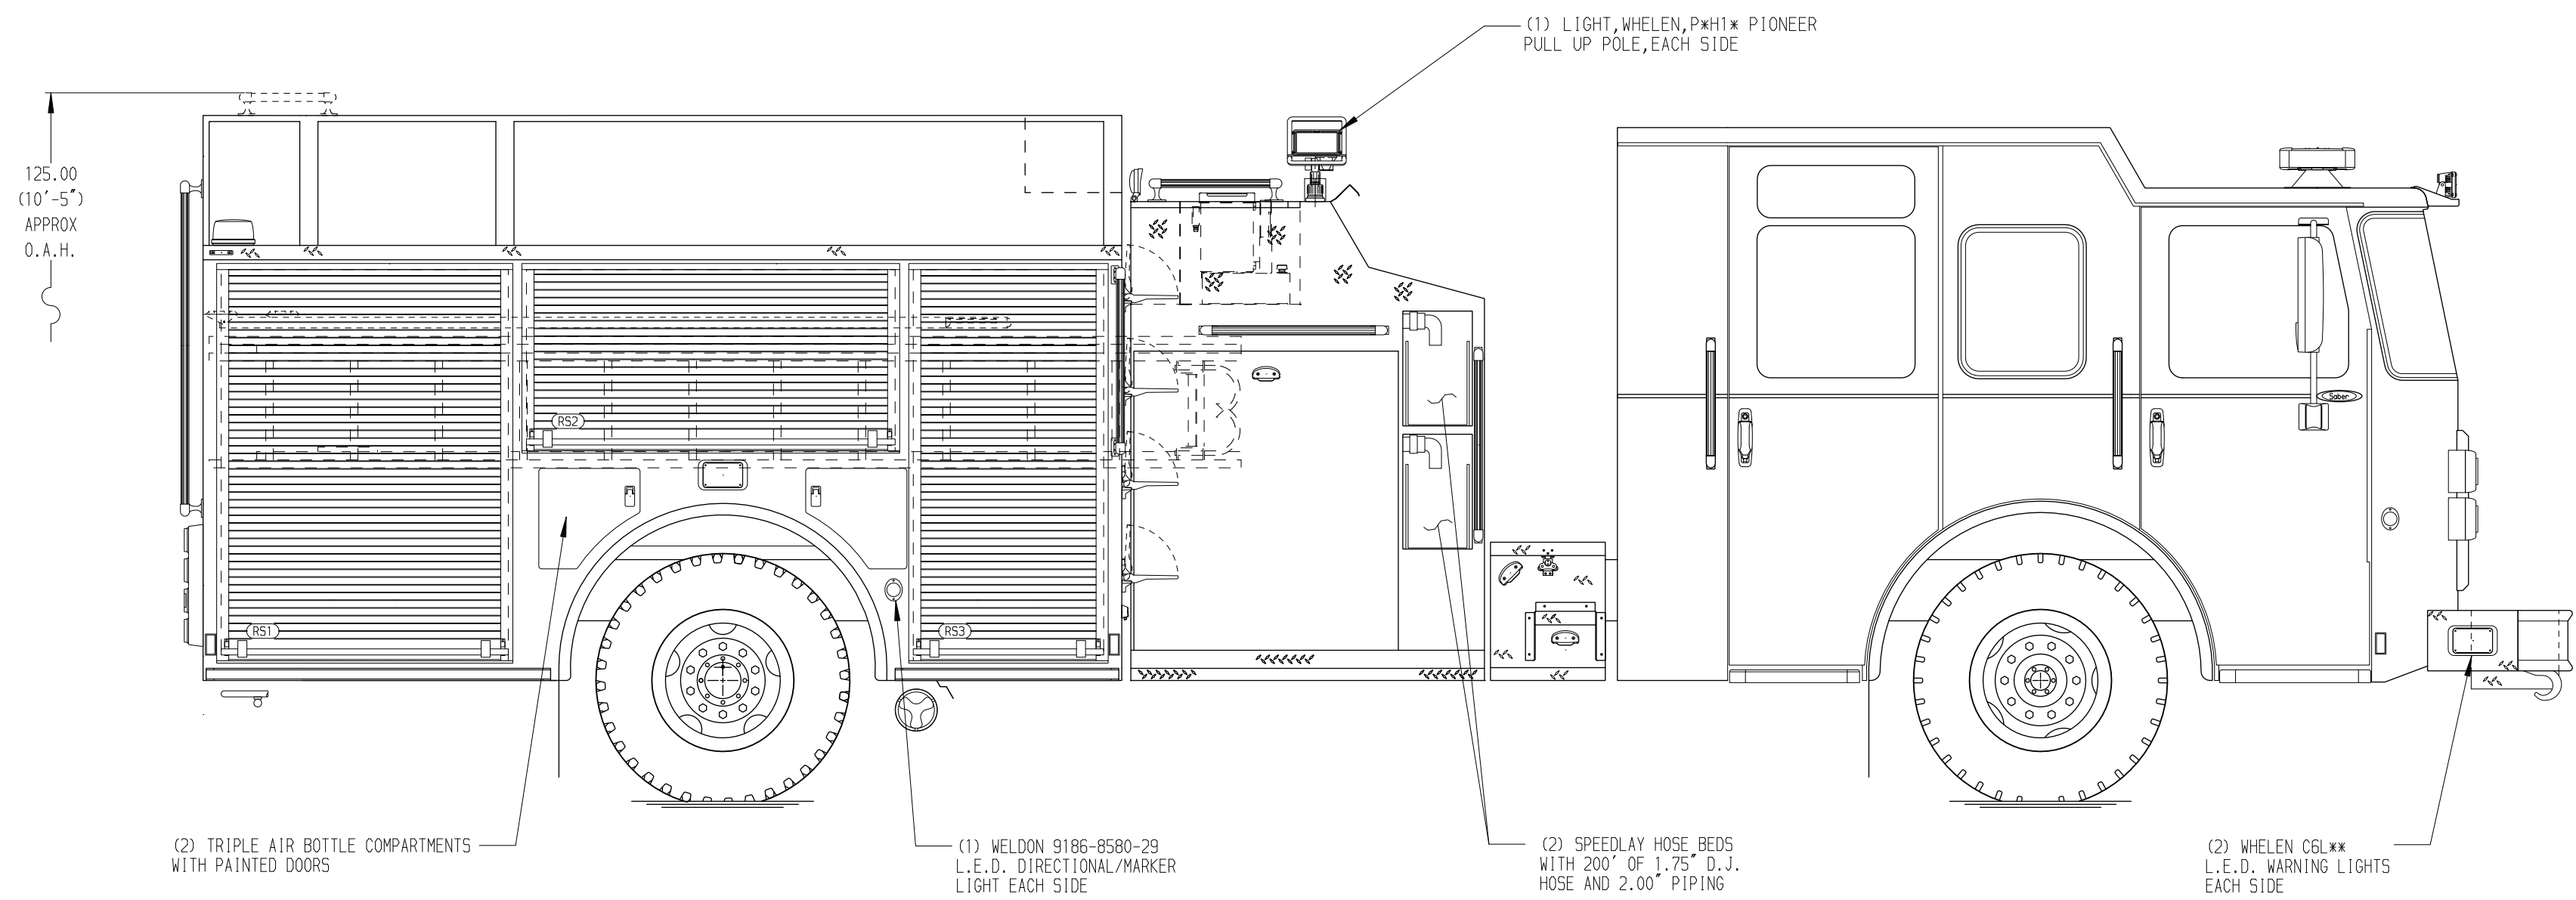 (1) LIGHT,WHELEN,P*H1* PIONEER
PULL UP POLE,EACH SIDE
125.00
(10'-5")
APPROX
O.A.H.
RS2
Saber
RS1
RS3
(2) TRIPLE AIR BOTTLE COMPARTMENTS
WITH PAINTED DOORS
(1) WELDON 9186-8580-29
L.E.D. DIRECTIONAL/MARKER
LIGHT EACH SIDE
(2) SPEEDLAY HOSE BEDS
WITH 200' OF 1.75" D.J.
HOSE AND 2.00" PIPING
(2) WHELEN C6L**
L.E.D. WARNING LIGHTS
EACH SIDE